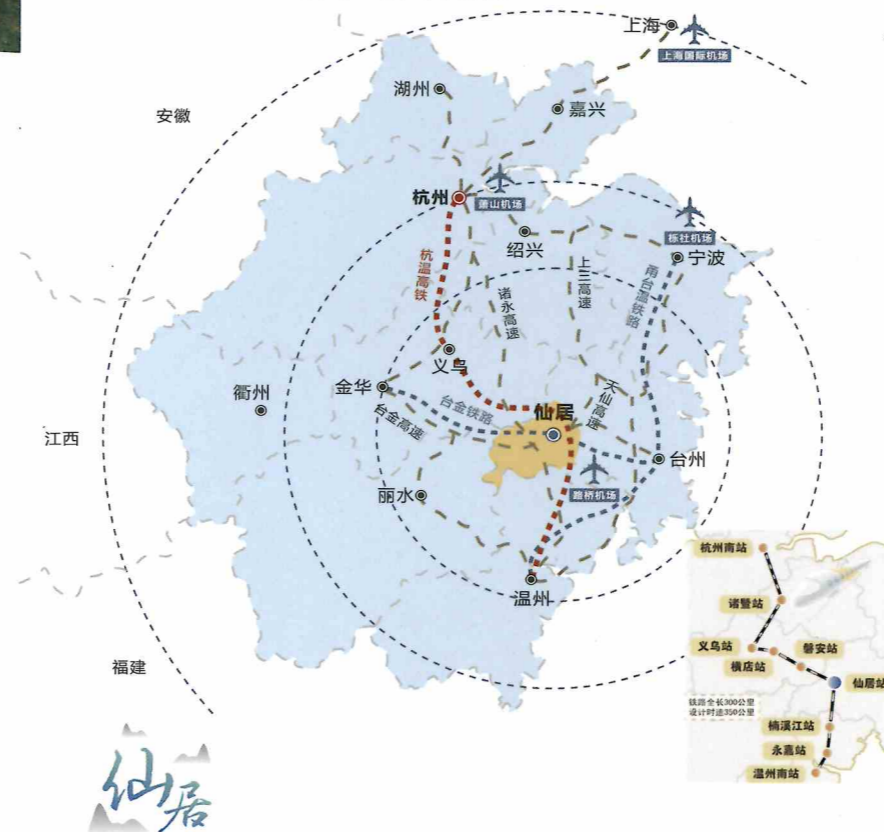 上海
上海国际机场
湖州
嘉兴
安徽
杭州
萧山机场
栎社机场
绍兴
宁波
杭温高铁
诸永高速
上三高速
甬台温铁路
义乌
金华
衢州
台金铁路
台金高速
天仙高速
仙居
江西
台州
丽水
路桥机场
温州
福建
杭州南站
诸暨站
义乌站
横店站
磐安站
仙居站
铁路全长300公里
设计时速350公里
楠溪江站
永嘉站
温州南站
仙居